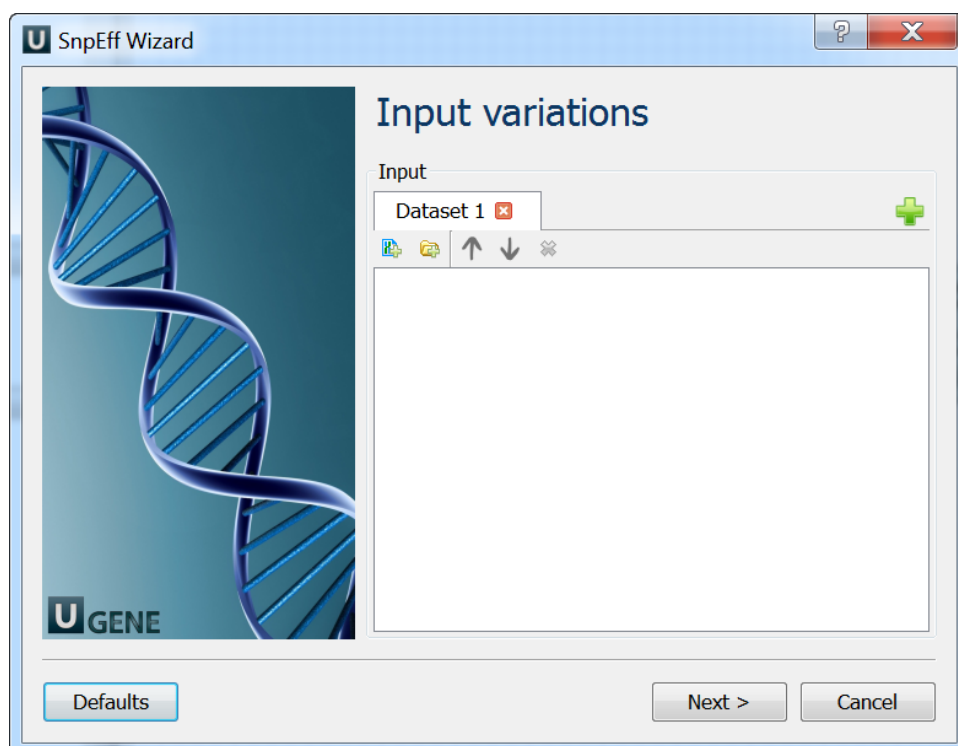 U SnpEff Wizard
?
X
Input variations
Input
Dataset 1
U GENE
Defaults
Next >
Cancel